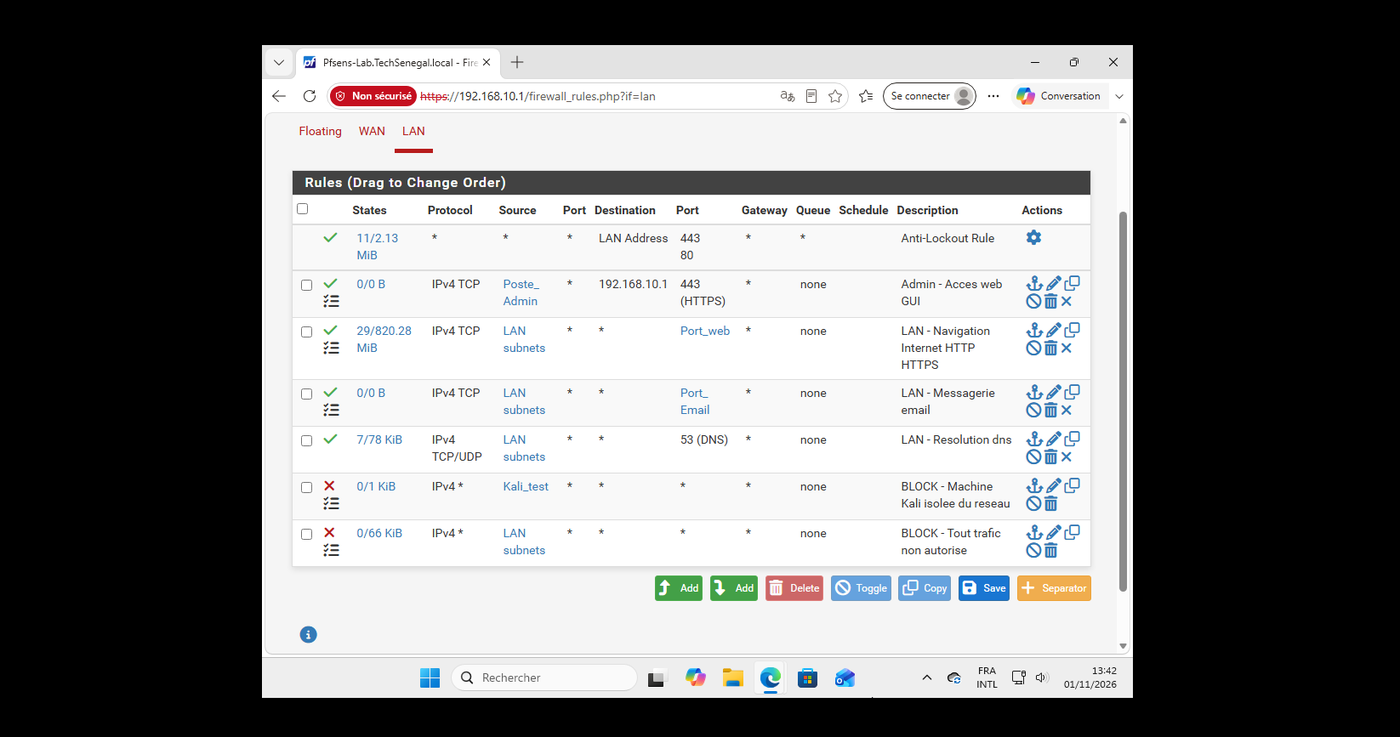 Pfsens-Lab.TechSenegal.local - Fire
Non sécurisé https://192.168.10.1/firewall_rules.php?if=lan Se connecter Conversation
Floating WAN LAN
Rules (Drag to Change Order)
States Protocol Source Port Destination Port Gateway Queue Schedule Description Actions
11/2.13 * * * LAN Address 443 * * Anti-Lockout Rule
MiB 80
0/0 B IPv4 TCP Poste_ * 192.168.10.1 443 * none Admin - Acces web
Admin (HTTPS) GUI
29/820.28 IPv4 TCP LAN * * Port_web * none LAN - Navigation
MiB subnets Internet HTTP
HTTPS
0/0 B IPv4 TCP LAN * * Port_ * none LAN - Messagerie
subnets Email email
7/78 KiB IPv4 LAN * * 53 (DNS) * none LAN - Resolution dns
TCP/UDP subnets
0/1 KiB IPv4 * Kali_test * * * * none BLOCK - Machine
Kali isolee du reseau
0/66 KiB IPv4 * LAN * * * * none BLOCK - Tout trafic
subnets non autorise
Add Add Delete Toggle Copy Save Separator
Rechercher
FRA 13:42
INTL 01/11/2026